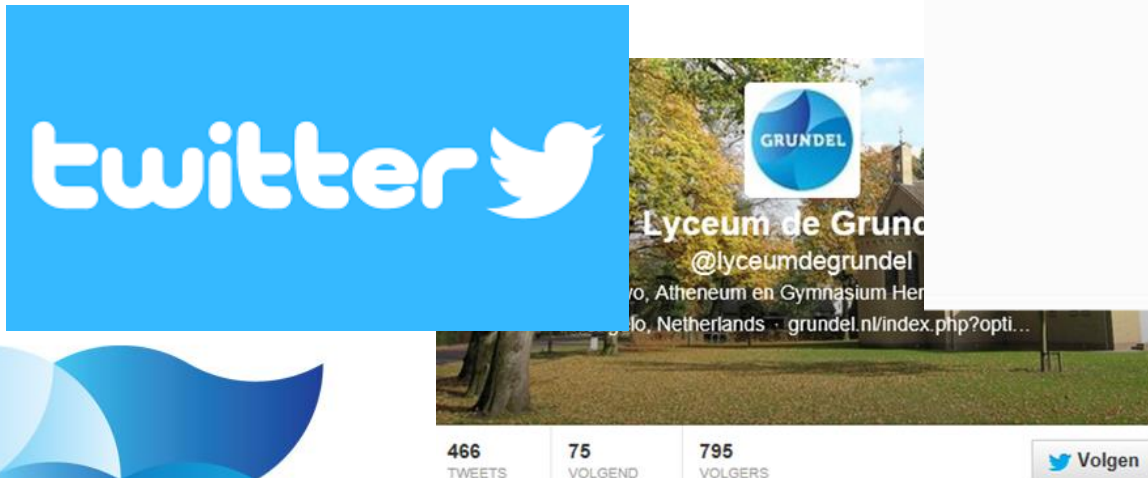 twitter
GRUNDEL
Lyceum de Grund
@lyceumdegrundel
vo, Atheneum en Gymnasium Her
elo, Netherlands · grundel.nl/index.php?opti...
466 75 795
TWEETS VOLGEND VOLGERS
Volgen